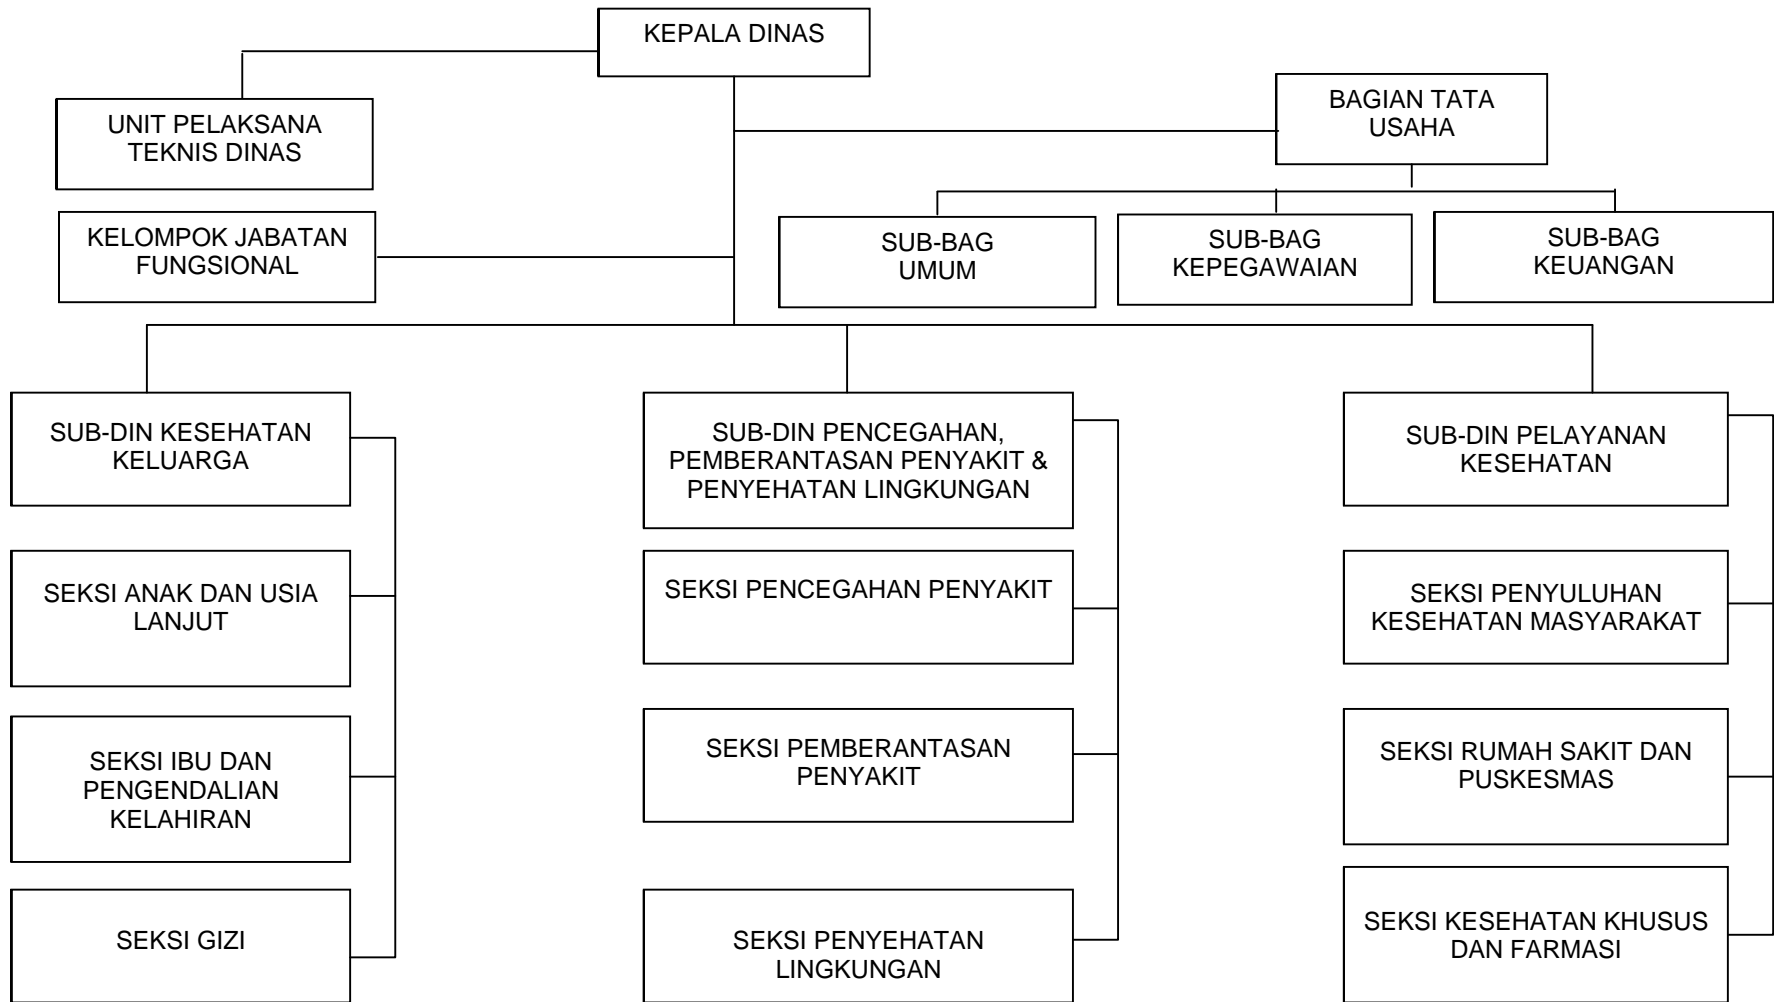 KEPALA DINAS
UNIT PELAKSANA
TEKNIS DINAS
BAGIAN TATA
USAHA
KELOMPOK JABATAN
FUNGSIONAL
SUB-BAG
UMUM
SUB-BAG
KEPEGAWAIAN
SUB-BAG
KEUANGAN
SUB-DIN KESEHATAN
KELUARGA
SUB-DIN PENCEGAHAN,
PEMBERANTASAN PENYAKIT &
PENYEHATAN LINGKUNGAN
SUB-DIN PELAYANAN
KESEHATAN
SEKSI ANAK DAN USIA
LANJUT
SEKSI PENCEGAHAN PENYAKIT
SEKSI PENYULUHAN
KESEHATAN MASYARAKAT
SEKSI IBU DAN
PENGENDALIAN
KELAHIRAN
SEKSI PEMBERANTASAN
PENYAKIT
SEKSI RUMAH SAKIT DAN
PUSKESMAS
SEKSI GIZI
SEKSI PENYEHATAN
LINGKUNGAN
SEKSI KESEHATAN KHUSUS
DAN FARMASI